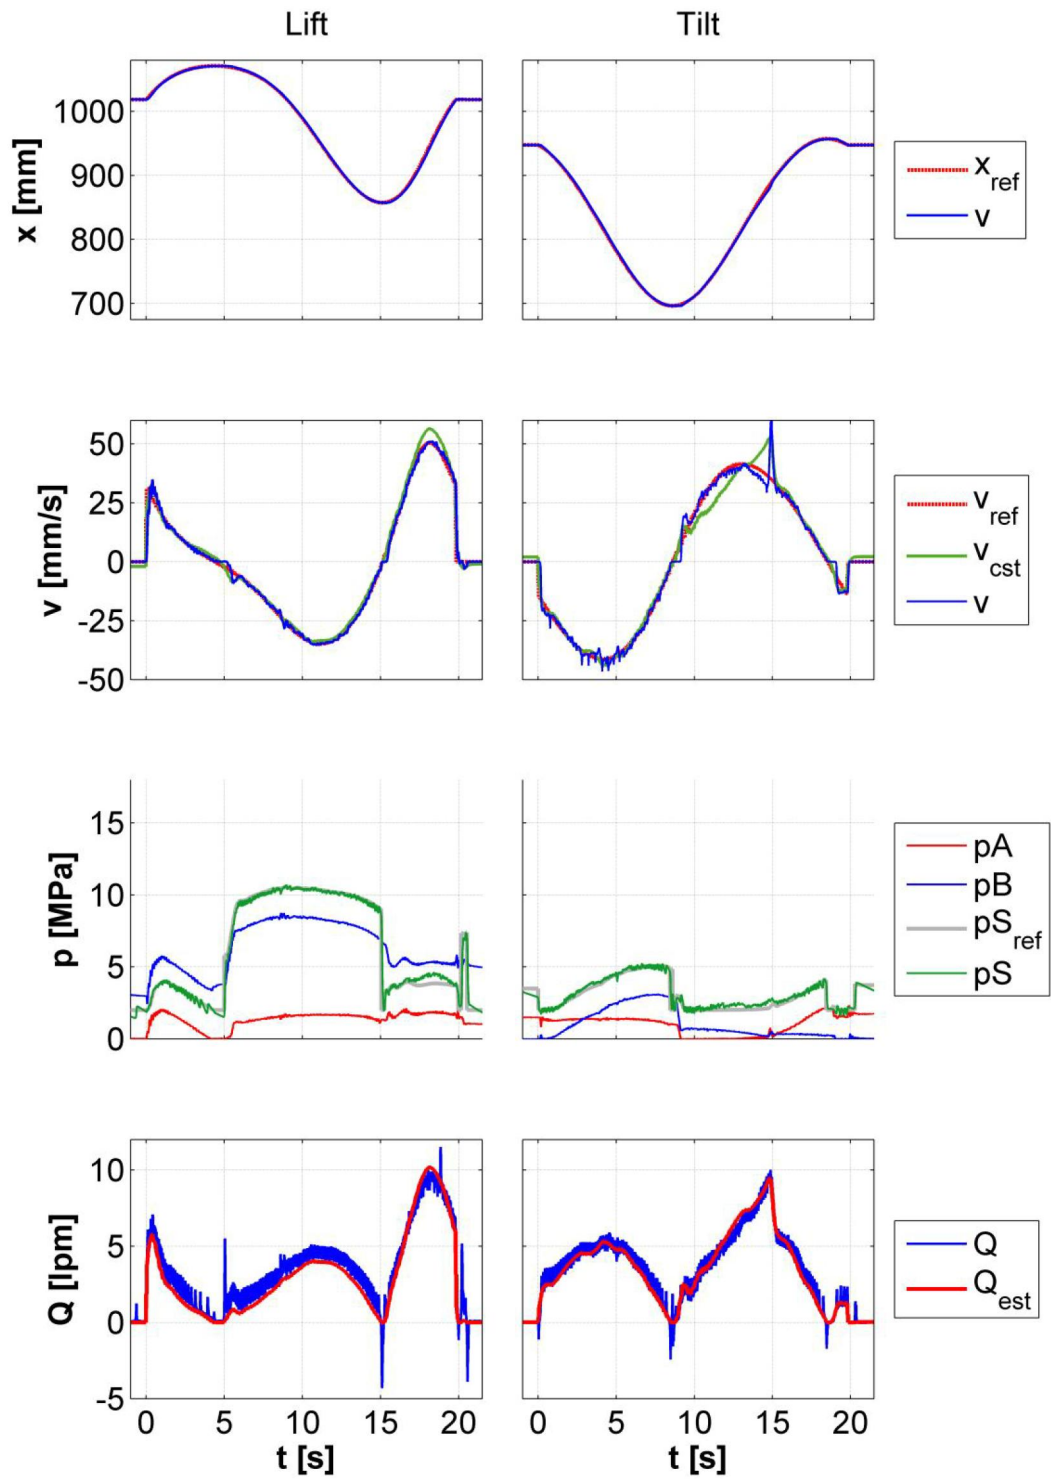 Lift Tilt
1000
900
800
700
x [mm]
x_ref
v
50
25
0
-25
-50
v [mm/s]
v_ref
v_cst
v
15
10
5
0
p [MPa]
pA
pB
pS_ref
pS
10
5
0
-5
Q [lpm]
Q
Q_est
0 5 10 15 20 0 5 10 15 20
t [s] t [s]